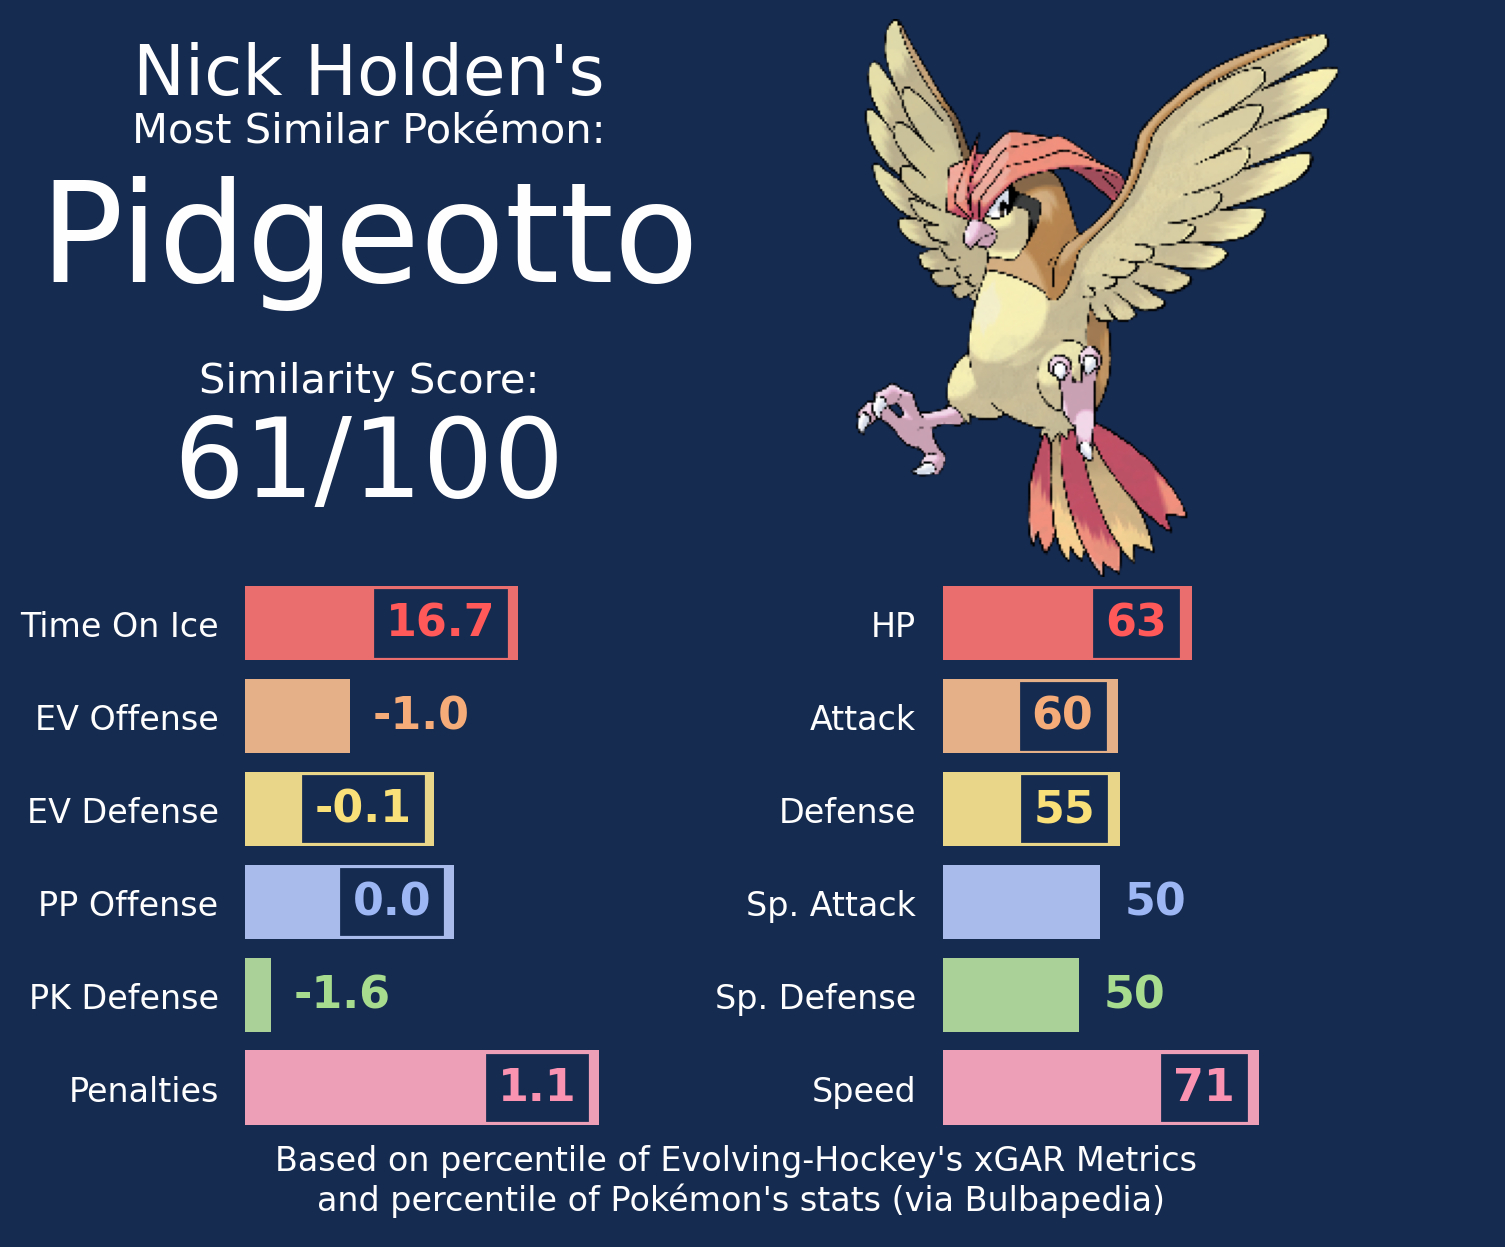 Nick Holden's
Most Similar Pokémon:
Pidgeotto
Similarity Score:
61/100
Time On Ice 16.7
EV Offense -1.0
EV Defense -0.1
PP Offense 0.0
PK Defense -1.6
Penalties 1.1
HP 63
Attack 60
Defense 55
Sp. Attack 50
Sp. Defense 50
Speed 71
Based on percentile of Evolving-Hockey's xGAR Metrics
and percentile of Pokémon's stats (via Bulbapedia)